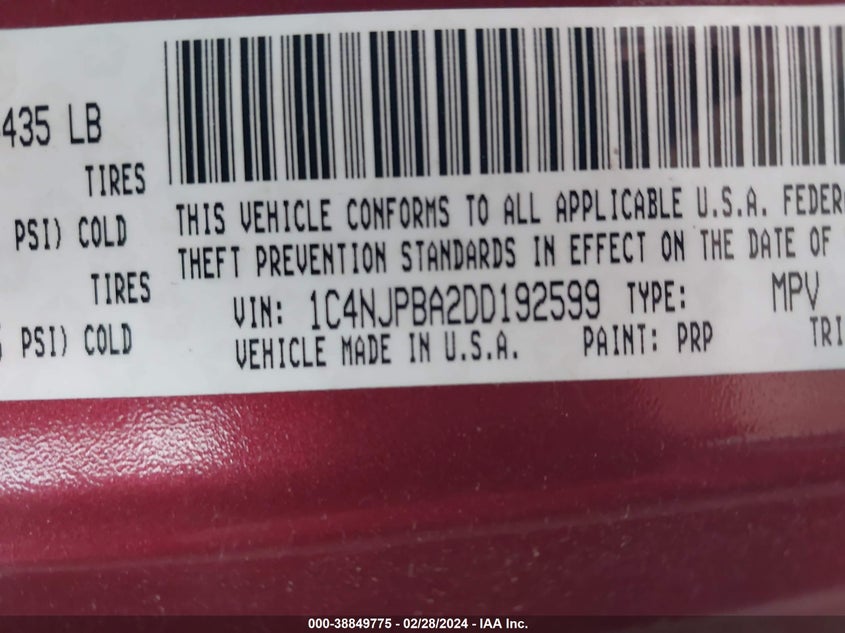 435 LB
TIRES
PSI) COLD
TIRES
PSI) COLD
THIS VEHICLE CONFORMS TO ALL APPLICABLE U.S.A. FEDER
THEFT PREVENTION STANDARDS IN EFFECT ON THE DATE OF
VIN: 1C4NJPBA2DD192599 TYPE: MPV
VEHICLE MADE IN U.S.A. PAINT: PRP TRI
000-38849775 - 02/28/2024 - IAA Inc.